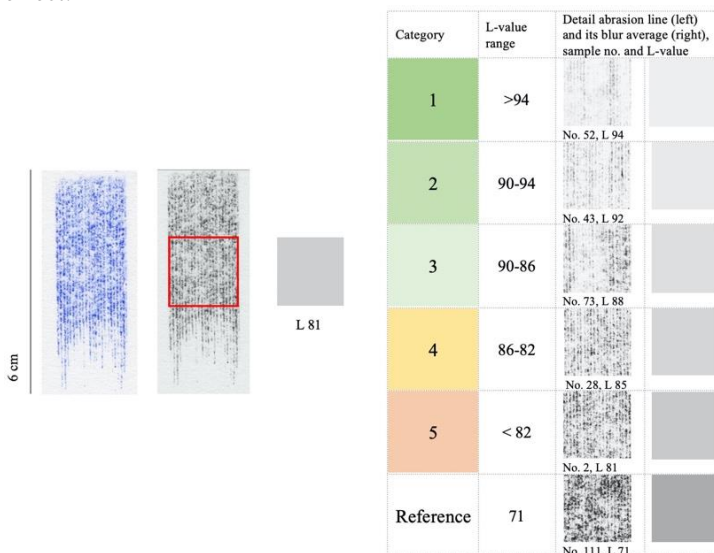 6 cm
L 81
Category
L-value
range
Detail abrasion line (left)
and its blur average (right),
sample no. and L-value
1
>94
No. 52, L 94
2
90-94
No. 43, L 92
3
90-86
No. 73, L 88
4
86-82
No. 28, L 85
5
< 82
No. 2, L 81
Reference
71
No. 111, L 71